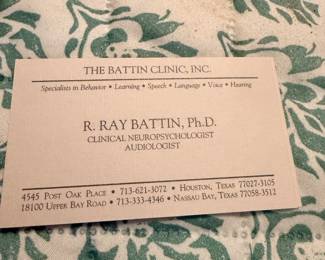 THE BATTIN CLINIC, INC.
Specialists in Behavior • Learning • Speech • Language • Voice • Hearing
R. RAY BATTIN, Ph.D.
CLINICAL NEUROPSYCHOLOGIST
AUDIOLOGIST
4545 POST OAK PLACE • 713-621-3072 • HOUSTON, TEXAS 77027-3105
18100 UPPER BAY ROAD • 713-333-4346 • NASSAU BAY, TEXAS 77058-3512